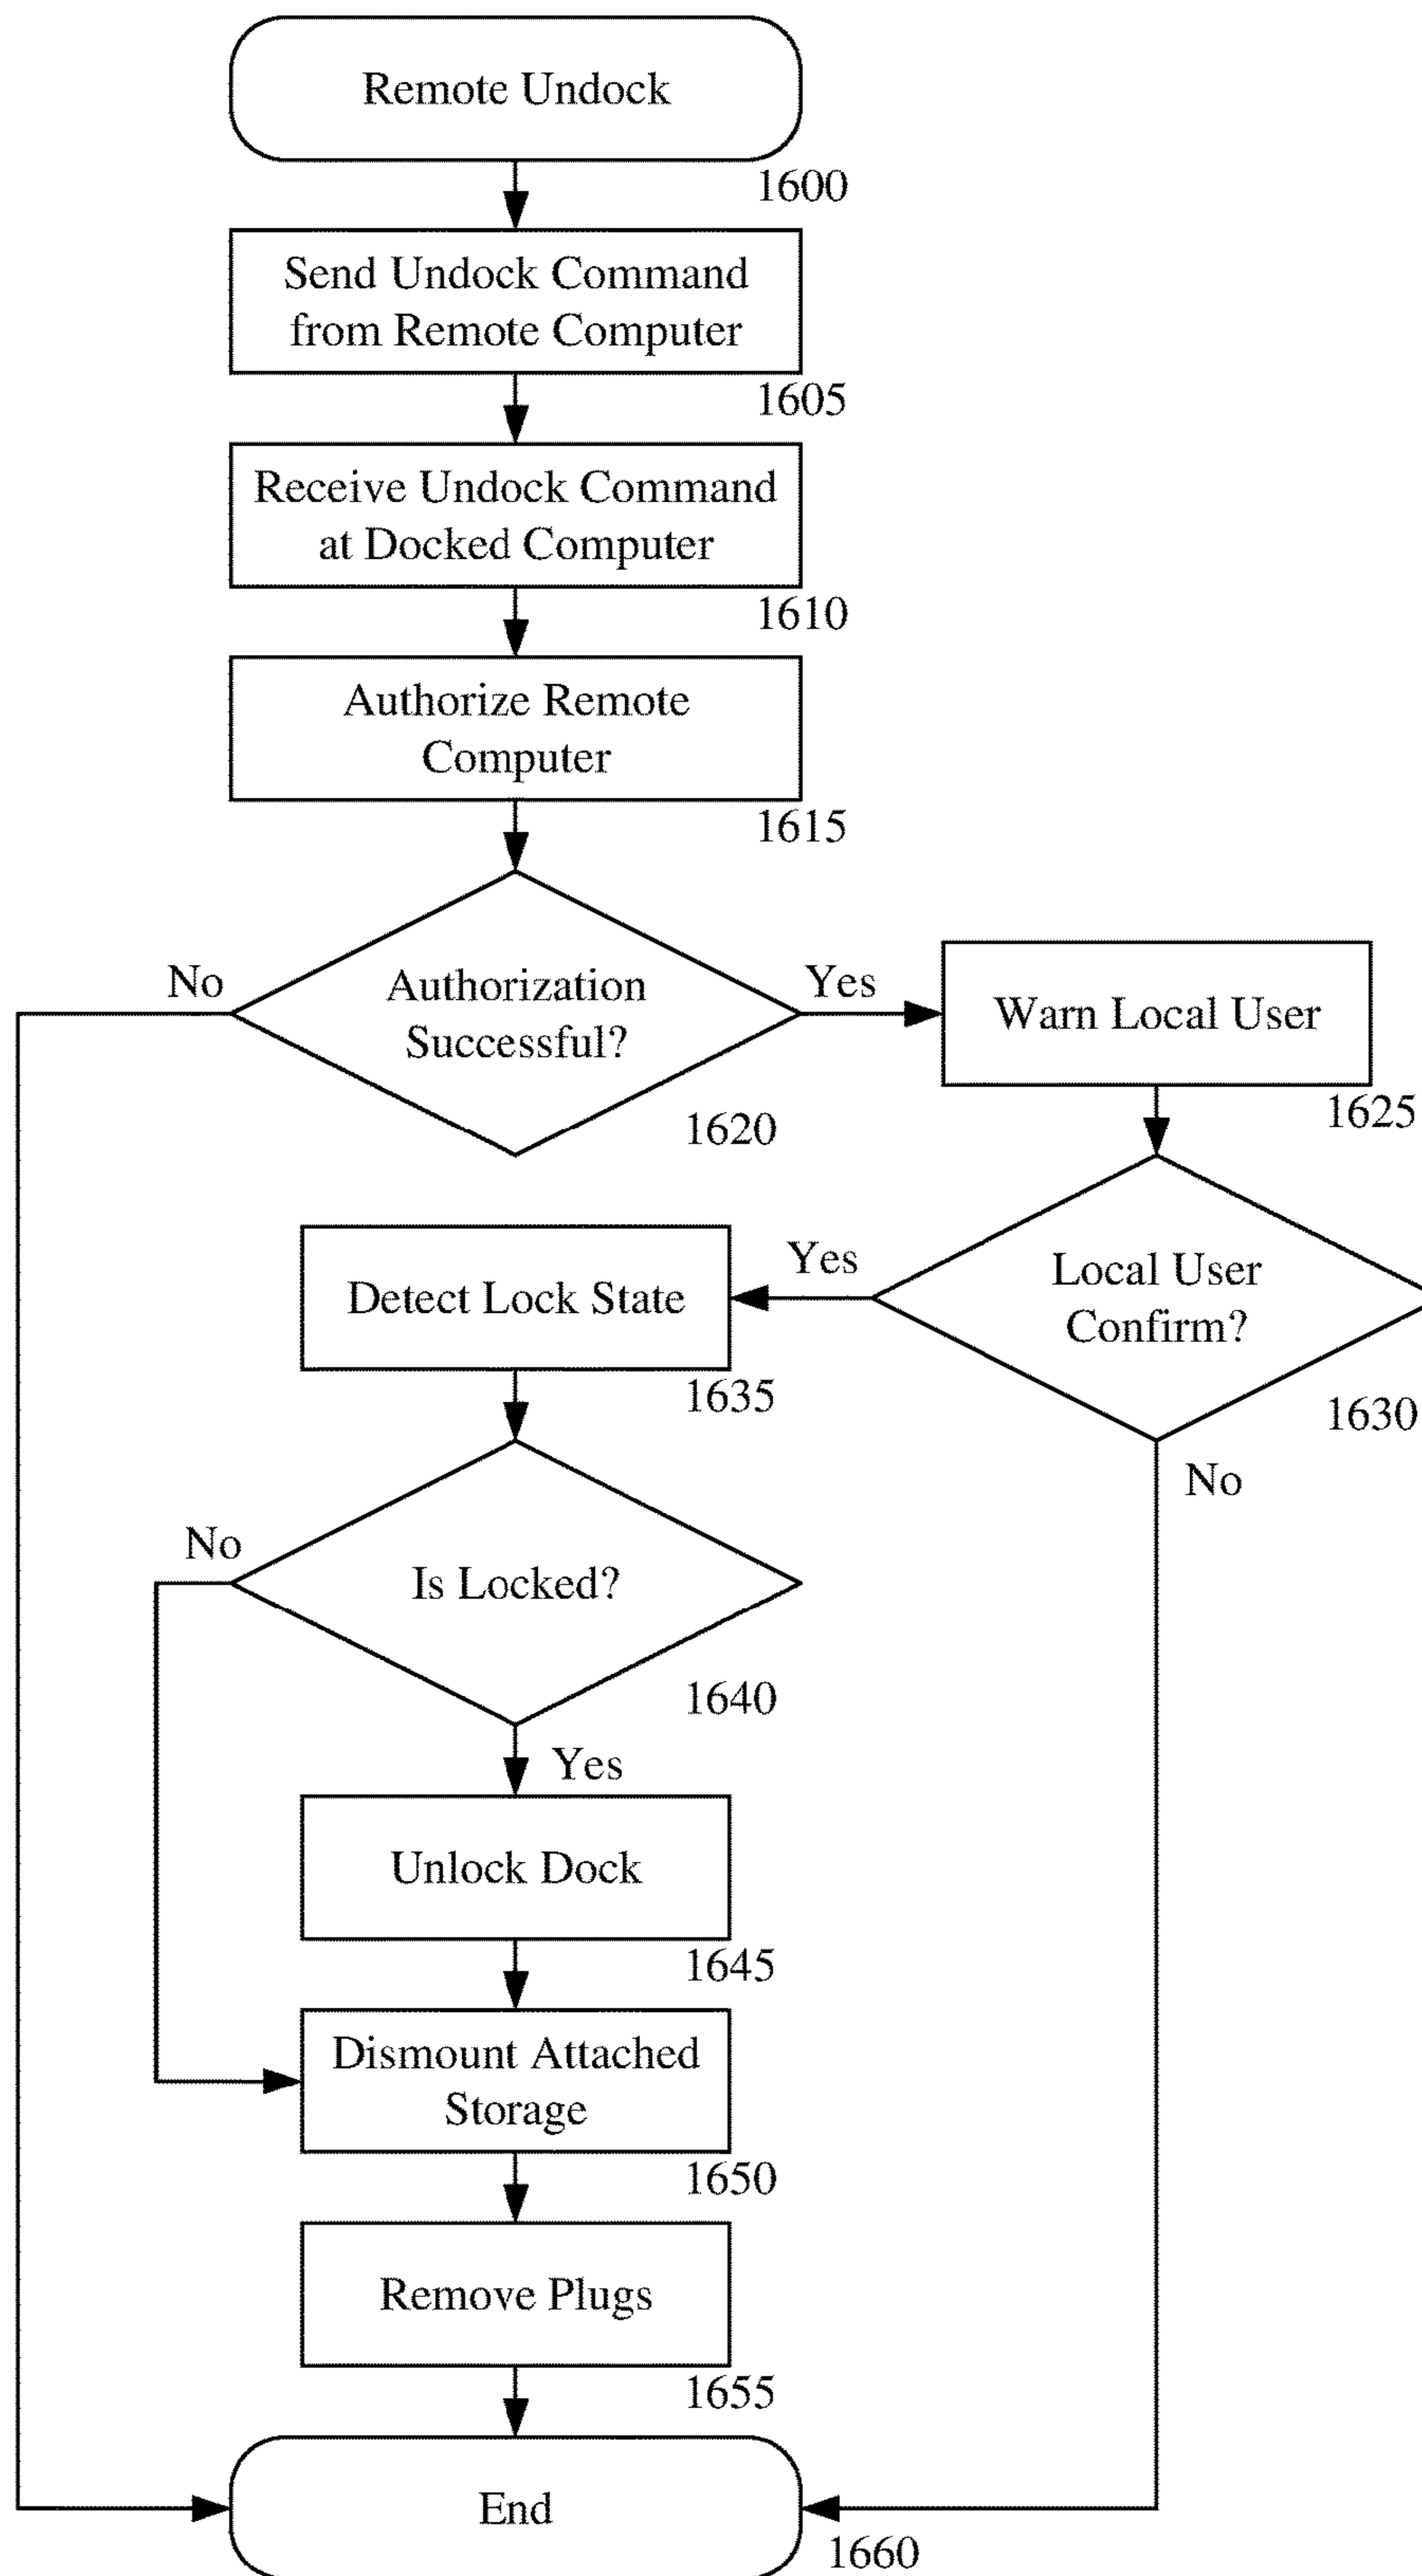 Remote Undock
1600
Send Undock Command
from Remote Computer
1605
Receive Undock Command
at Docked Computer
1610
Authorize Remote
Computer
1615
No
Authorization
Successful?
Yes
1620
Warn Local User
1625
Yes
Local User
Confirm?
1630
No
Detect Lock State
1635
No
Is Locked?
1640
Yes
Unlock Dock
1645
Dismount Attached
Storage
1650
Remove Plugs
1655
End
1660